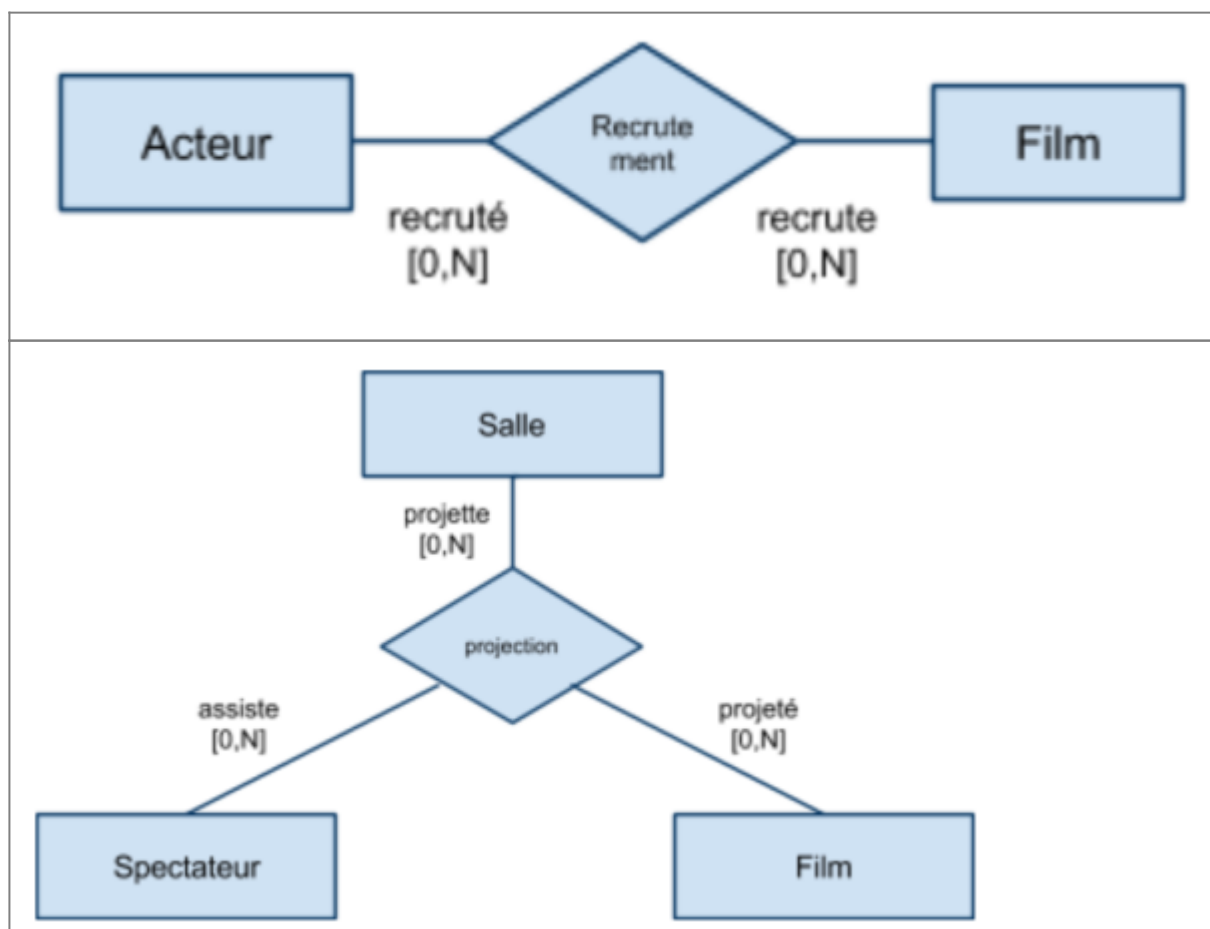 Acteur
Recrute
ment
Film
recruté
[0,N]
recrute
[0,N]
Salle
projette
[0,N]
projection
assiste
[0,N]
projeté
[0,N]
Spectateur
Film